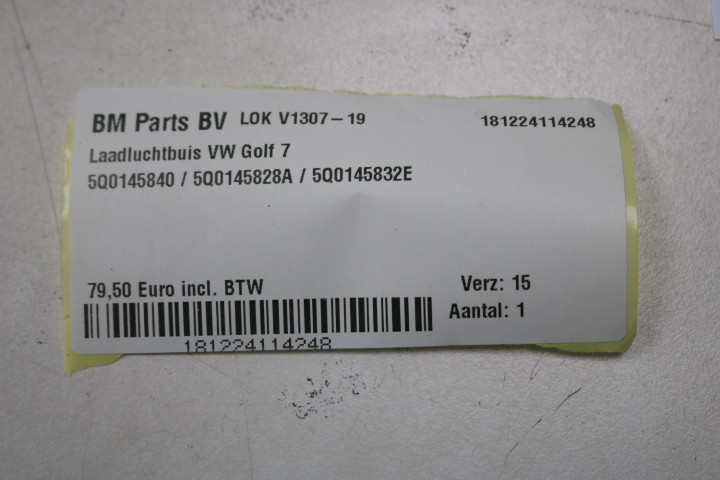 BM Parts BV LOK V1307-19 181224114248
Laadluchtbuis VW Golf 7
5Q0145840 / 5Q0145828A / 5Q0145832E
79,50 Euro incl. BTW Verz: 15
Aantal: 1
181224114248